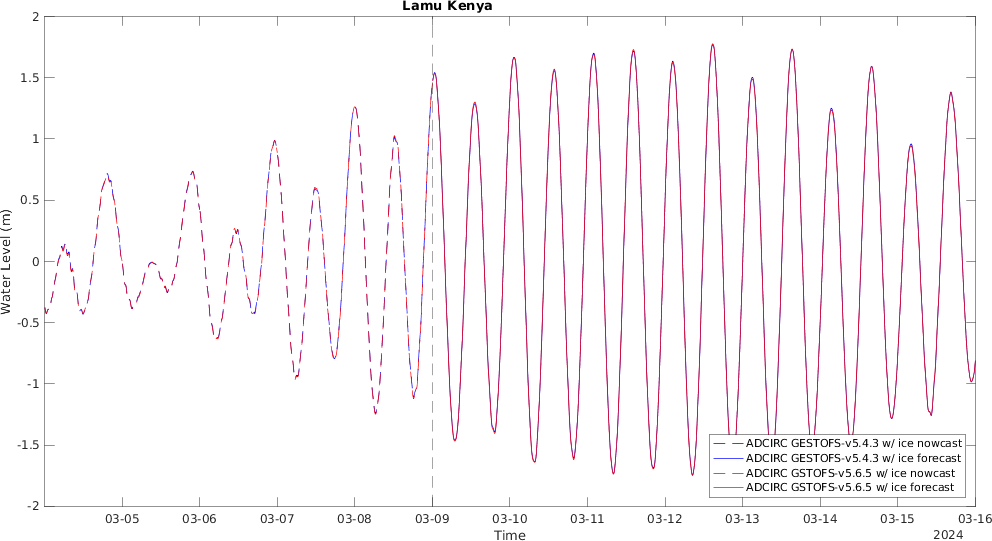 Lamu Kenya
2
1.5
1
0.5
0
-0.5
-1
-1.5
-2
Water Level (m)
ADCIRC GESTOFS-v5.4.3 w/ ice nowcast
ADCIRC GESTOFS-v5.4.3 w/ ice forecast
ADCIRC GSTOFS-v5.6.5 w/ ice nowcast
ADCIRC GSTOFS-v5.6.5 w/ ice forecast
03-05 03-06 03-07 03-08 03-09 03-10 03-11 03-12 03-13 03-14 03-15 03-16
Time
2024